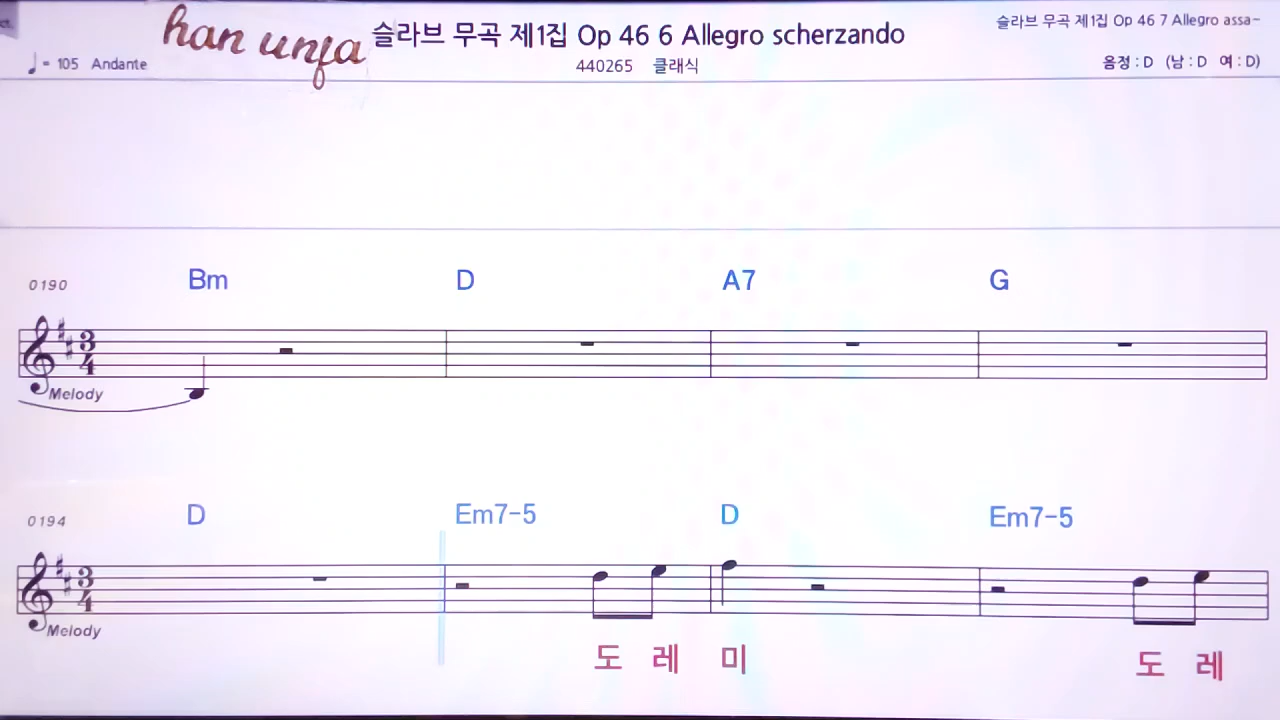 han unfa
슬라브 무곡 제1집 Op 46 6 Allegro scherzando
슬라브 무곡 제1집 Op 46 7 Allegro assa~
♩= 105 Andante
440265 클래식
음정 : D (남 : D 여 : D)
0190
Bm D A7 G
3
4
Melody
0194
D Em7-5 D Em7-5
3
4
Melody
도 레 미 도 레